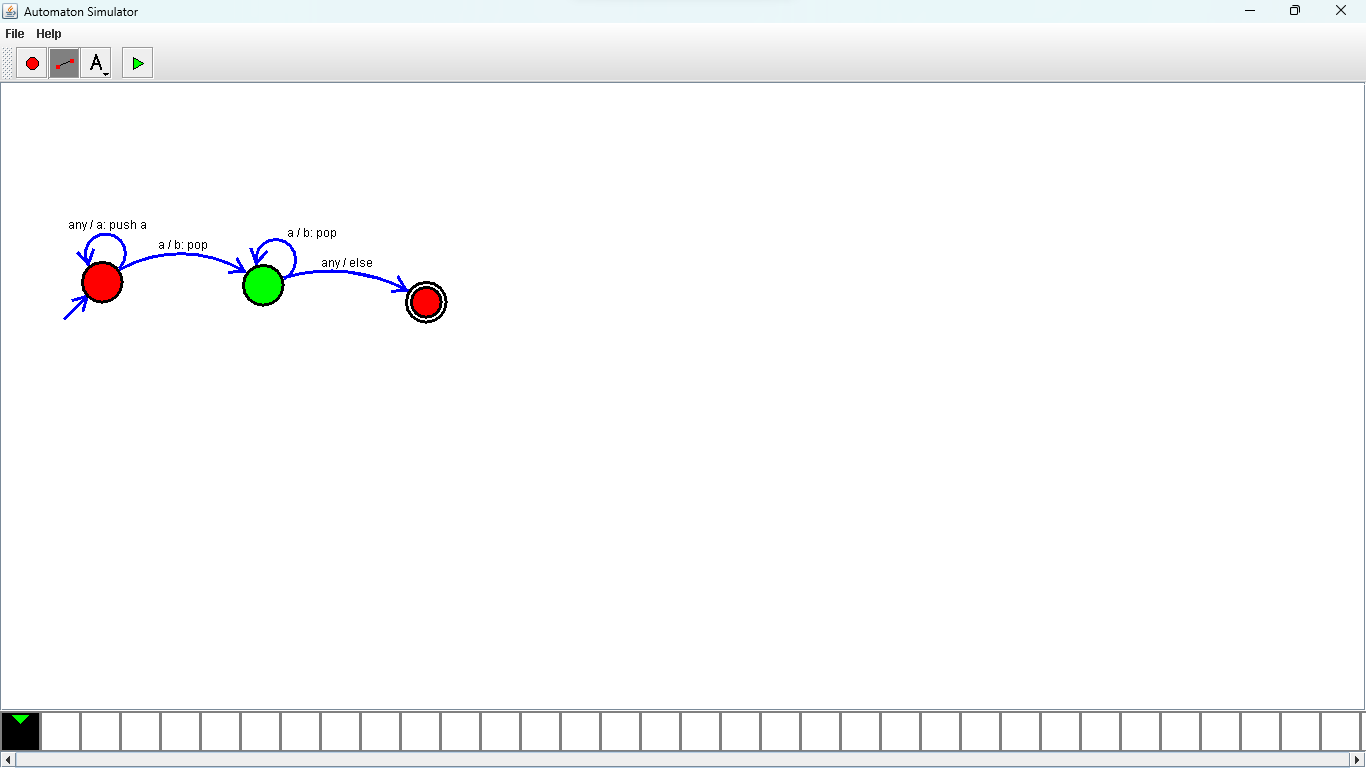 Automaton Simulator
File Help
A
any / a: push a
a / b: pop
a / b: pop
any / else